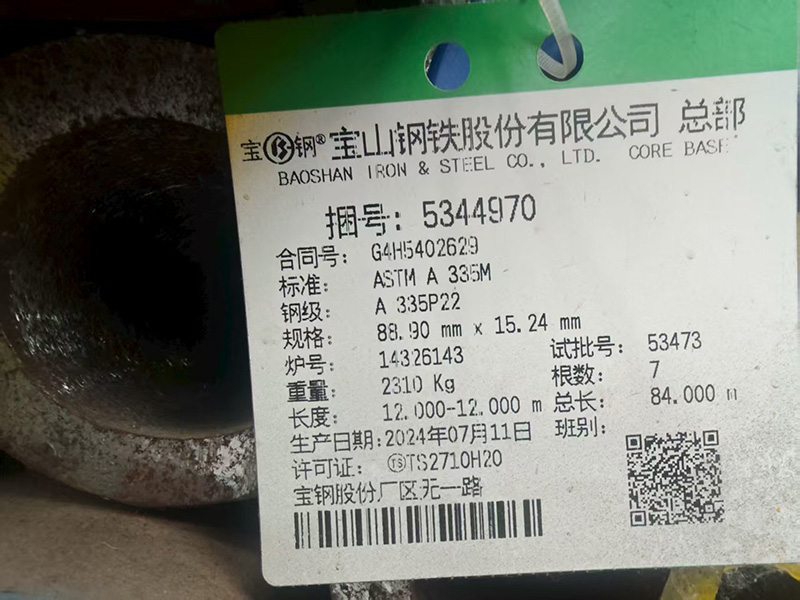 宝钢® 宝山钢铁股份有限公司 总部
BAOSHAN IRON & STEEL CO., LTD. CORE BASE
捆号: 5344970
合同号: G4H5402629
标准: ASTM A 335M
钢级: A 335P22
规格: 88.90 mm x 15.24 mm
炉号: 14326143 试批号: 53473
重量: 2310 Kg 根数: 7
长度: 12.000-12.000 m 总长: 84.000 m
生产日期: 2024年07月11日 班别:
许可证: TS TS2710H20
宝钢股份厂区无一路